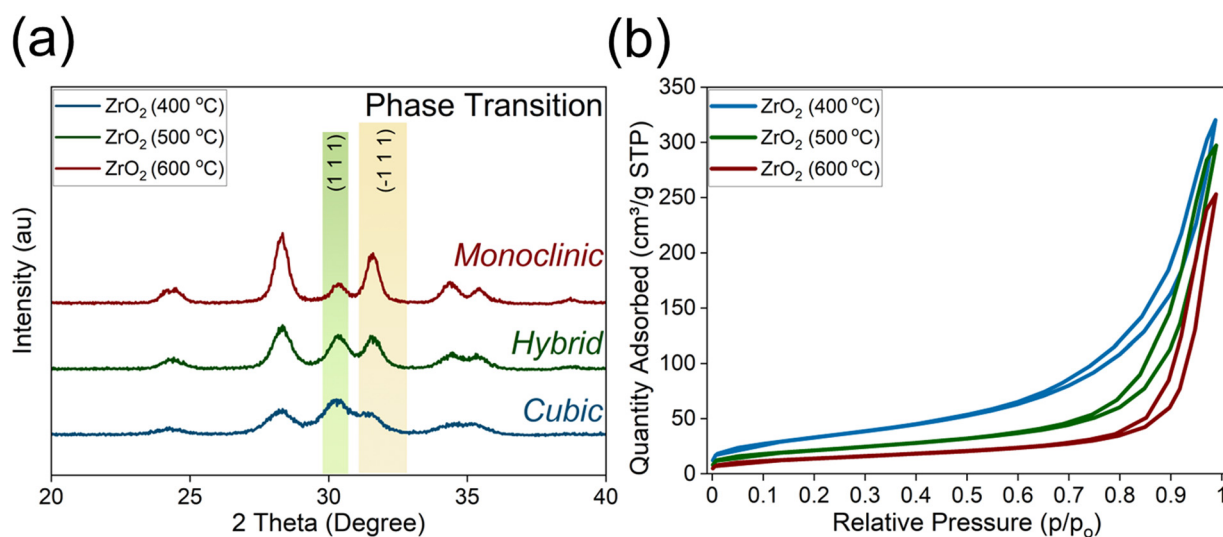 (a)
ZrO₂ (400 °C)
ZrO₂ (500 °C)
ZrO₂ (600 °C)
Phase Transition
(1 1 1)
(-1 1 1)
Monoclinic
Hybrid
Cubic
Intensity (au)
20 25 30 35 40
2 Theta (Degree)
(b)
350
300
250
200
150
100
50
0
ZrO₂ (400 °C)
ZrO₂ (500 °C)
ZrO₂ (600 °C)
Quantity Adsorbed (cm³/g STP)
0 0.1 0.2 0.3 0.4 0.5 0.6 0.7 0.8 0.9 1
Relative Pressure (p/pₒ)